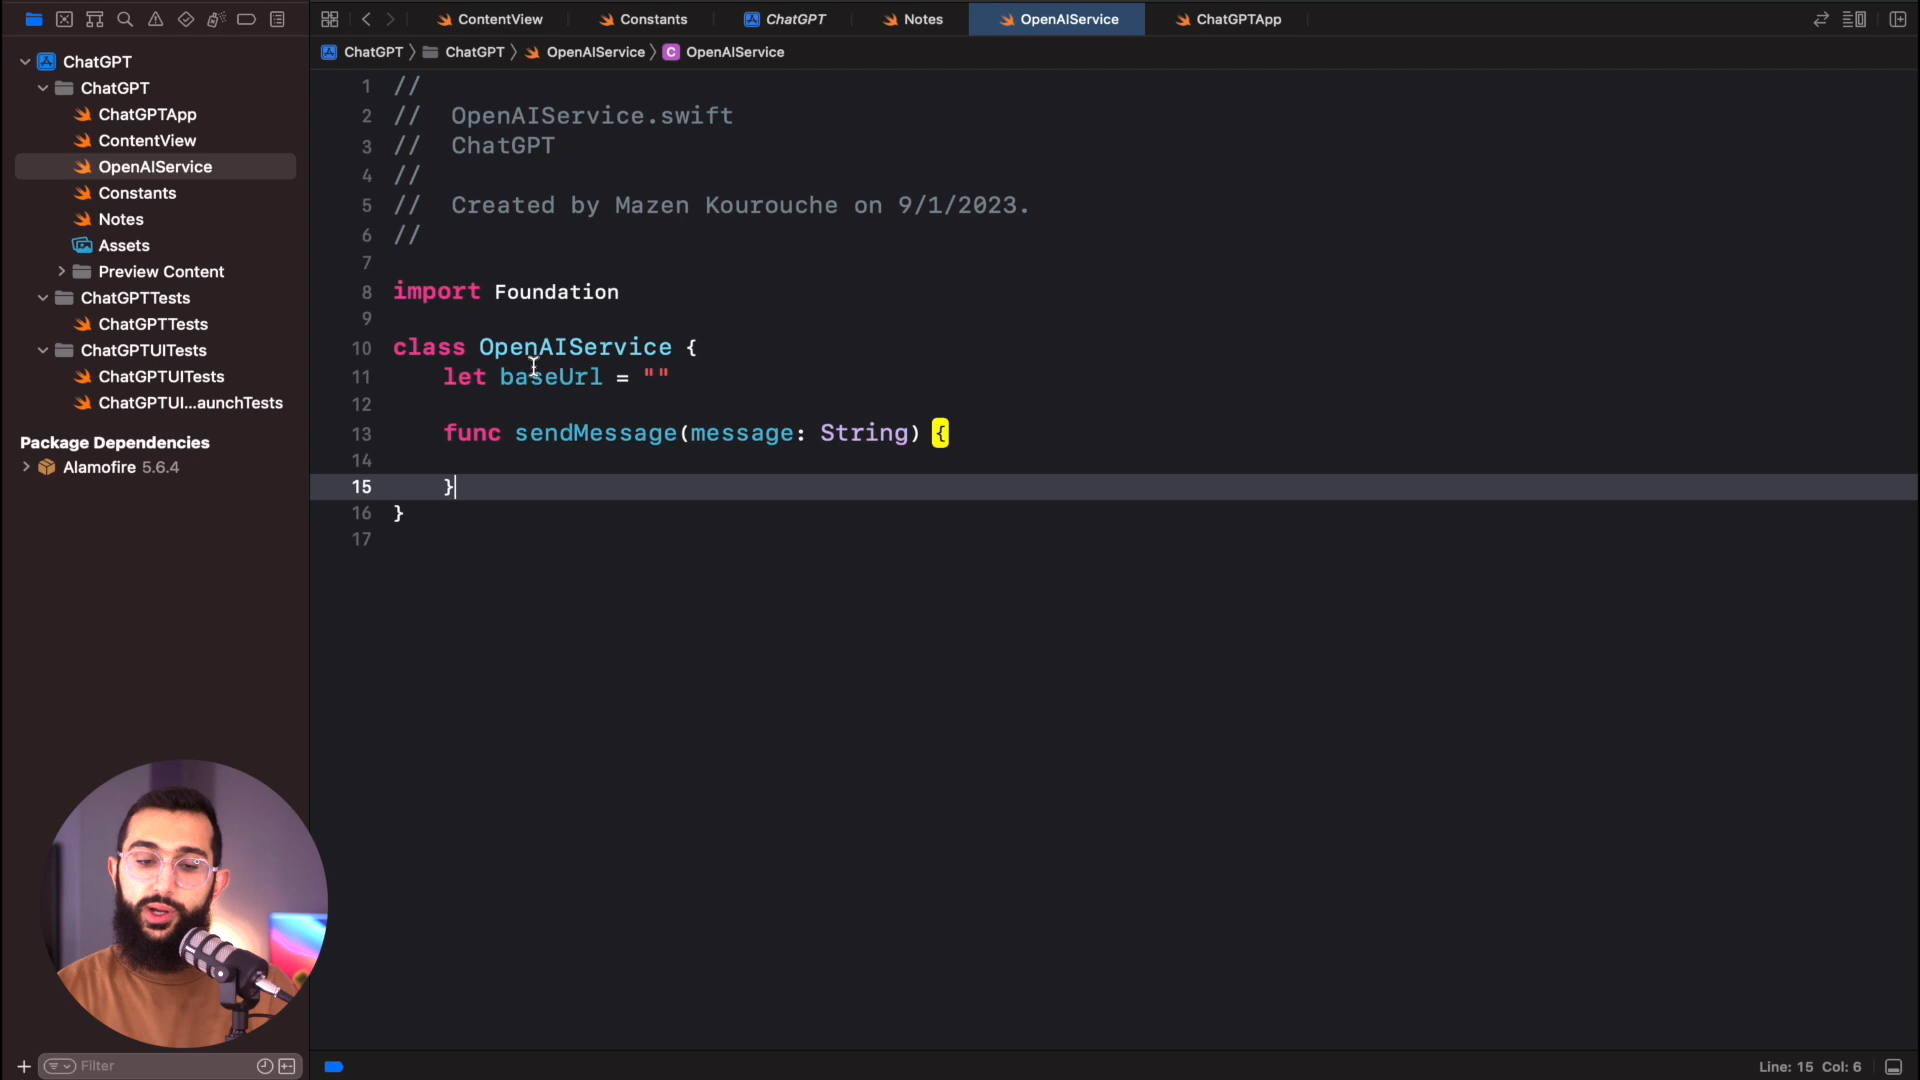 ContentView
Constants
ChatGPT
Notes
OpenAIService
ChatGPTApp
ChatGPT
ChatGPT
OpenAIService
C
OpenAIService
ChatGPT
ChatGPT
ChatGPTApp
ContentView
OpenAIService
Constants
Notes
Assets
Preview Content
ChatGPTTests
ChatGPTTests
ChatGPTUITests
ChatGPTUITests
ChatGPTUI...aunchTests
Package Dependencies
Alamofire 5.6.4
Filter
1 //
2 //  OpenAIService.swift
3 //  ChatGPT
4 //
5 //  Created by Mazen Kourouche on 9/1/2023.
6 //
7
8 import Foundation
9
10 class OpenAIService {
11     let baseUrl = ""
12
13     func sendMessage(message: String) {
14
15     }
16 }
17
Line: 15 Col: 6